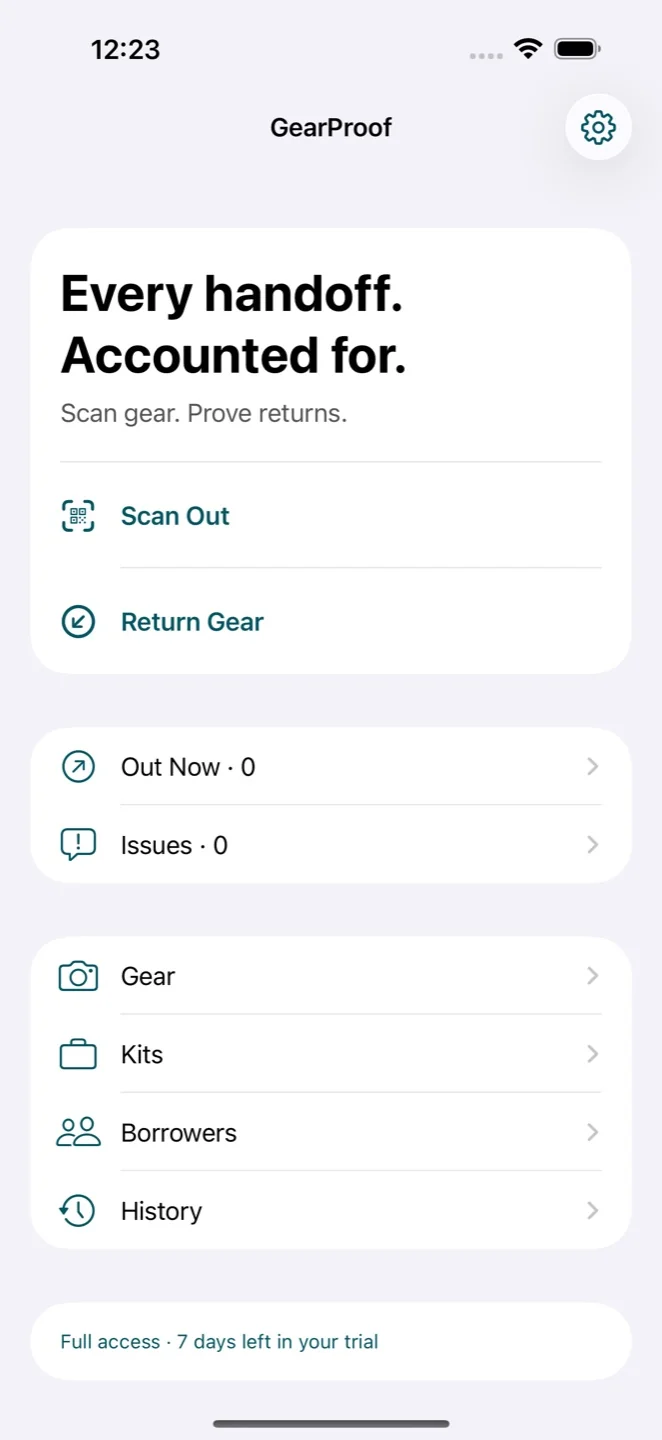 12:23
GearProof
Every handoff.
Accounted for.
Scan gear. Prove returns.
Scan Out
Return Gear
Out Now · 0
Issues · 0
Gear
Kits
Borrowers
History
Full access · 7 days left in your trial